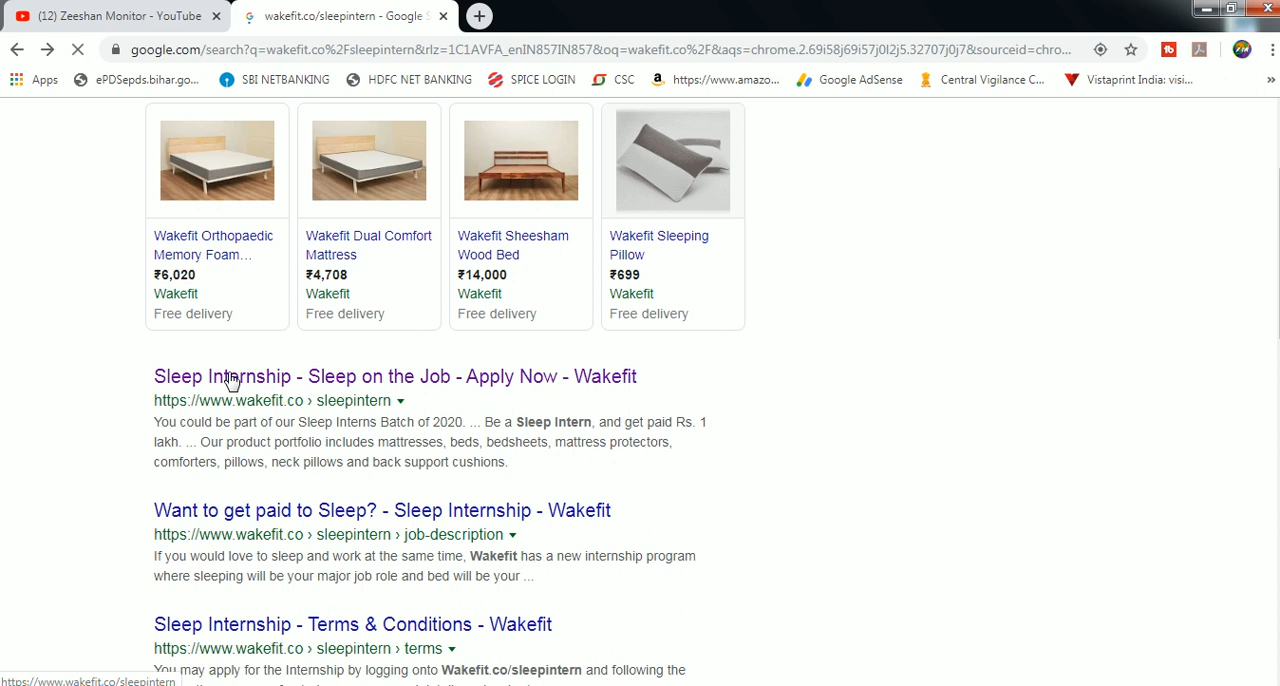 (12) Zeeshan Monitor - YouTube
wakefit.co/sleepintern - Google S
google.com/search?q=wakefit.co%2Fsleepintern&rlz=1C1AVFA_enIN857IN857&oq=wakefit.co%2F&aqs=chrome.2.69i58j69i57j0l2j5.32707j0j7&sourceid=chro...
Apps ePDSepds.bihar.go... SBI NETBANKING HDFC NET BANKING SPICE LOGIN CSC https://www.amazo... Google AdSense Central Vigilance C... Vistaprint India: visi... »
Wakefit Orthopaedic
Memory Foam...
₹6,020
Wakefit
Free delivery
Wakefit Dual Comfort
Mattress
₹4,708
Wakefit
Free delivery
Wakefit Sheesham
Wood Bed
₹14,000
Wakefit
Free delivery
Wakefit Sleeping
Pillow
₹699
Wakefit
Free delivery
Sleep Internship - Sleep on the Job - Apply Now - Wakefit
https://www.wakefit.co › sleepintern
You could be part of our Sleep Interns Batch of 2020. ... Be a Sleep Intern, and get paid Rs. 1
lakh. ... Our product portfolio includes mattresses, beds, bedsheets, mattress protectors,
comforters, pillows, neck pillows and back support cushions.
Want to get paid to Sleep? - Sleep Internship - Wakefit
https://www.wakefit.co › sleepintern › job-description
If you would love to sleep and work at the same time, Wakefit has a new internship program
where sleeping will be your major job role and bed will be your ...
Sleep Internship - Terms & Conditions - Wakefit
https://www.wakefit.co › sleepintern › terms
You may apply for the Internship by logging onto Wakefit.co/sleepintern and following the
https://www.wakefit.co/sleepintern